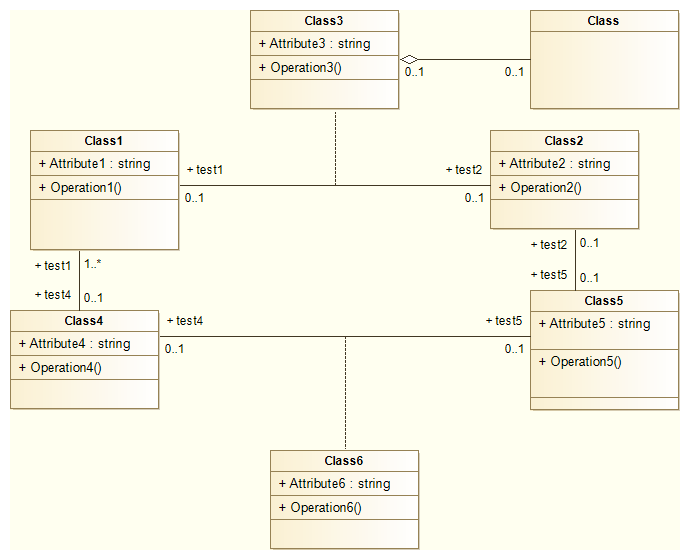 Class3
+ Attribute3 : string
+ Operation3()
Class
0..1
0..1
Class1
+ Attribute1 : string
+ Operation1()
+ test1
0..1
+ test2
0..1
Class2
+ Attribute2 : string
+ Operation2()
+ test1
1..*
+ test4
0..1
+ test2
0..1
+ test5
0..1
Class4
+ Attribute4 : string
+ Operation4()
+ test4
0..1
+ test5
0..1
Class5
+ Attribute5 : string
+ Operation5()
Class6
+ Attribute6 : string
+ Operation6()